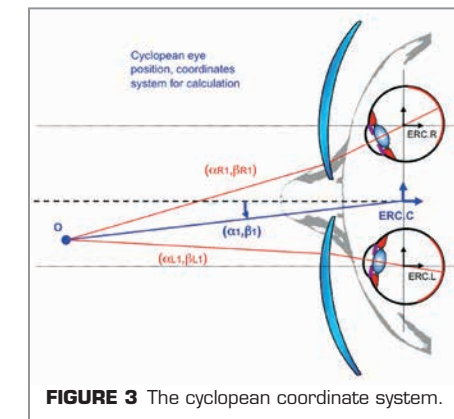 Cyclopean eye
position, coordinates
system for calculation
ERC.R
(αR1,βR1)
O
ERC.C
(α1,β1)
(αL1,βL1)
ERC.L
FIGURE 3 The cyclopean coordinate system.